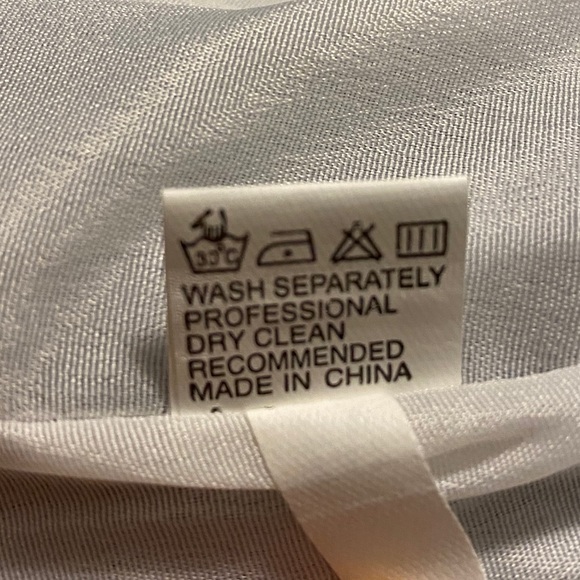 30°C
WASH SEPARATELY
PROFESSIONAL
DRY CLEAN
RECOMMENDED
MADE IN CHINA